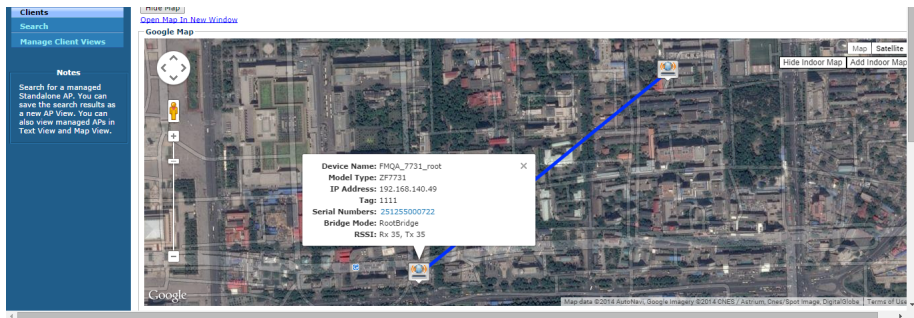 Clients
Search
Manage Client Views
Notes
Search for a managed
Standalone AP. You can
save the search results as
a new AP View. You can
also view managed APs in
Text View and Map View.
Hide Map
Open Map In New Window
Google Map
Map Satellite
Hide Indoor Map Add Indoor Map
Device Name: FMQA_7731_root
Model Type: ZF7731
IP Address: 192.168.140.49
Tag: 1111
Serial Numbers: 251255000722
Bridge Mode: RootBridge
RSSI: Rx 35, Tx 35
Google
Map data ©2014 AutoNavi, Google Imagery ©2014 CNES / Astrium, Cnes/Spot Image, DigitalGlobe Terms of Use